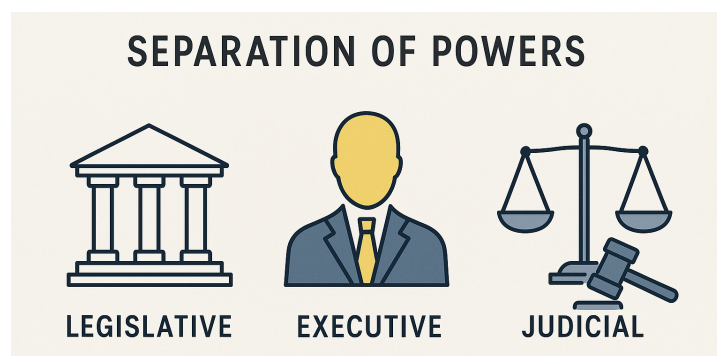 SEPARATION OF POWERS
LEGISLATIVE
EXECUTIVE
JUDICIAL